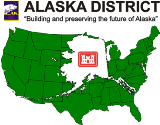 ALASKA DISTRICT
"Building and preserving the future of Alaska"